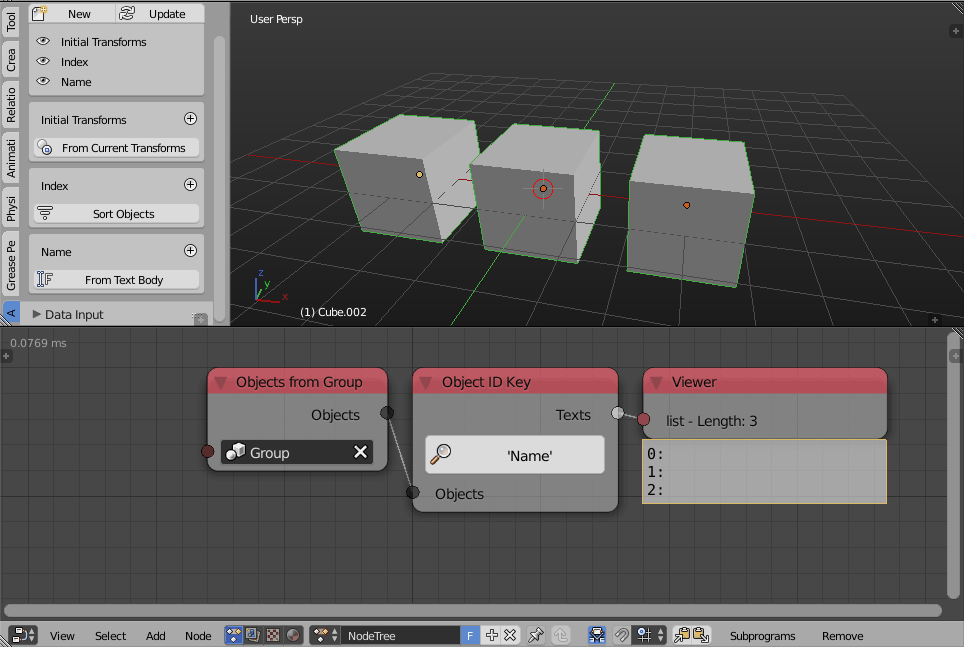 Tool
Crea
Relatio
Animati
Physi
Grease Pe
A
New
Update
Initial Transforms
Index
Name
Initial Transforms
From Current Transforms
Index
Sort Objects
Name
From Text Body
Data Input
User Persp
z
y
x
(1) Cube.002
0.0769 ms
Objects from Group
Objects
Group
Object ID Key
Texts
'Name'
Objects
Viewer
list - Length: 3
0:
1:
2:
View
Select
Add
Node
NodeTree
F
Subprograms
Remove